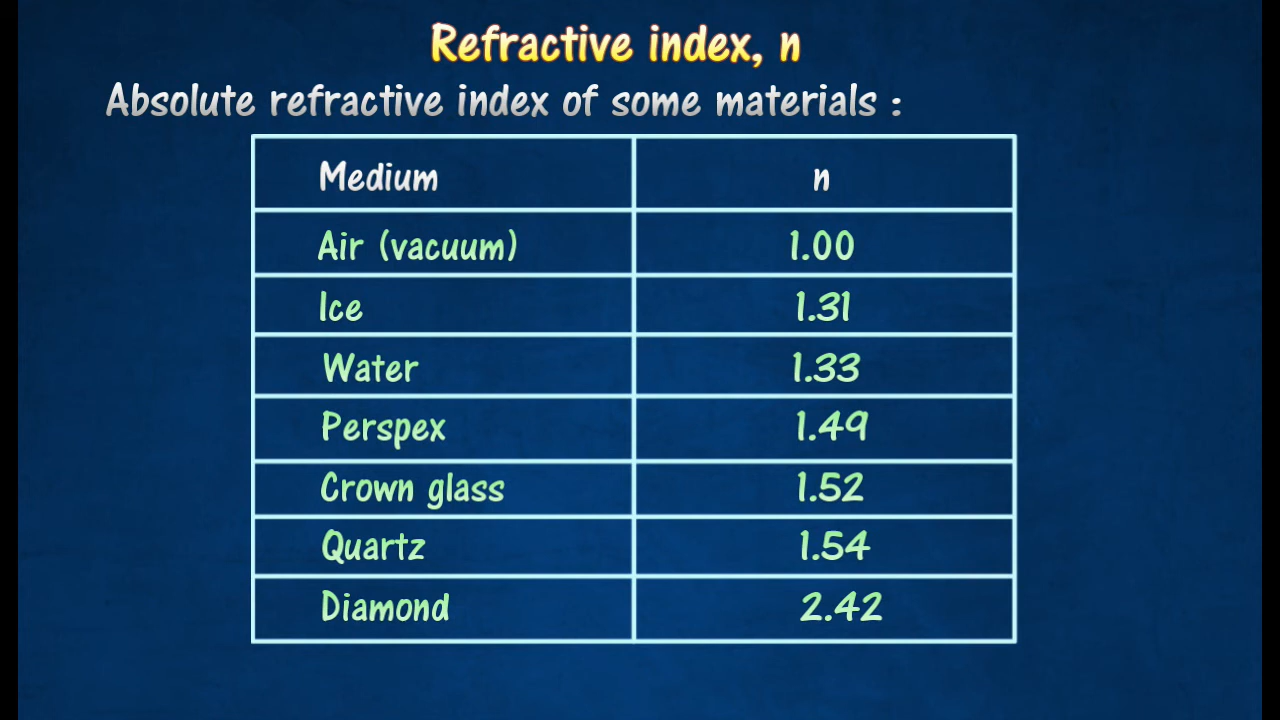 Refractive index, n
Absolute refractive index of some materials :
Medium n
Air (vacuum) 1.00
Ice 1.31
Water 1.33
Perspex 1.49
Crown glass 1.52
Quartz 1.54
Diamond 2.42